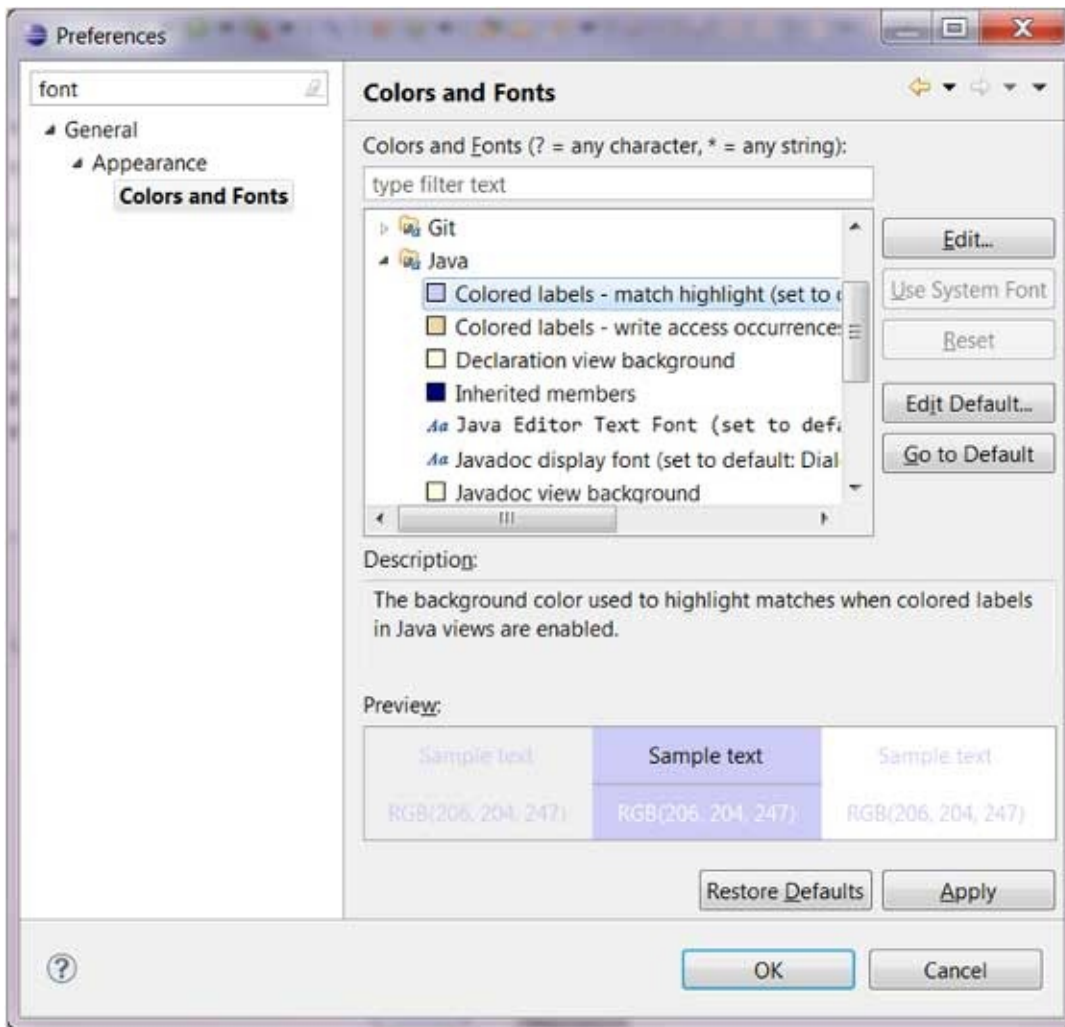 Preferences
font
General
Appearance
Colors and Fonts
Colors and Fonts
Colors and Fonts (? = any character, * = any string):
type filter text
Git
Java
Colored labels - match highlight (set to
Colored labels - write access occurrences
Declaration view background
Inherited members
Aa Java Editor Text Font (set to defa
Aa Javadoc display font (set to default: Dial
Javadoc view background
Edit...
Use System Font
Reset
Edit Default...
Go to Default
Description:
The background color used to highlight matches when colored labels
in Java views are enabled.
Preview:
Sample text Sample text Sample text
RGB(206, 204, 247) RGB(206, 204, 247) RGB(206, 204, 247)
Restore Defaults Apply
OK Cancel